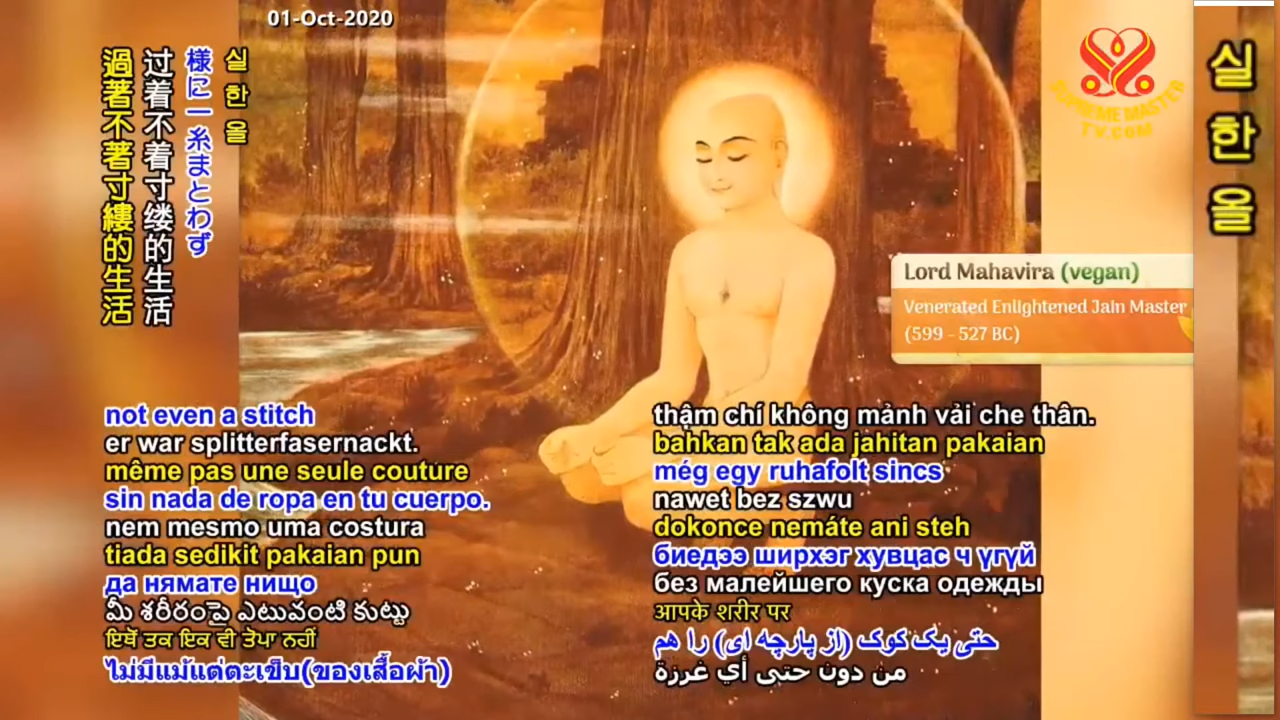 01-Oct-2020
실한올
様に一糸まとわず
过着不着寸缕的生活
過著不著寸縷的生活
SUPREME MASTER
TV.COM
실한올
Lord Mahavira (vegan)
Venerated Enlightened Jain Master
(599 - 527 BC)
not even a stitch
er war splitterfasernackt.
même pas une seule couture
sin nada de ropa en tu cuerpo.
nem mesmo uma costura
tiada sedikit pakaian pun
да нямате нищо
మీ శరీరంపై ఎటువంటి కుట్టు
ਇਥੋਂ ਤਕ ਇਕ ਵੀ ਤੋਪਾ ਨਹੀਂ
ไม่มีแม้แต่ตะเข็บ(ของเสื้อผ้า)
thậm chí không mảnh vải che thân.
bahkan tak ada jahitan pakaian
még egy ruhafolt sincs
nawet bez szwu
dokonce nemáte ani steh
биедээ ширхэг хувцас ч үгүй
без малейшего куска одежды
आपके शरीर पर
حتی یک کوک (از پارچه ای) را هم
من دون حتى أي غرزة